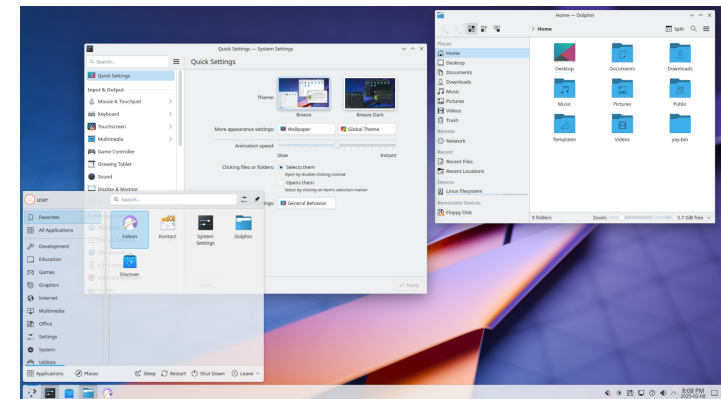 Home — Dolphin
> Home
Split
Places
Home
Desktop
Documents
Downloads
Music
Pictures
Videos
Trash
Remote
Network
Recent
Recent Files
Recent Locations
Devices
Linux filesystem
Removable Devices
Floppy Disk
Desktop
Documents
Downloads
Music
Pictures
Public
Templates
Videos
yay-bin
9 folders
Zoom:
5.7 GiB free
Quick Settings — System Settings
Search...
Quick Settings
Quick Settings
Input & Output
Mouse & Touchpad
Keyboard
Touchscreen
Multimedia
Game Controller
Drawing Tablet
Sound
Display & Monitor
Theme:
Breeze
Breeze Dark
More appearance settings:
Wallpaper
Global Theme
Animation speed:
Slow
Instant
Clicking files or folders:
Selects them
Open by double-clicking instead
Opens them
Select by clicking on item's selection marker
General Behavior
Apply
user
Search...
Favorites
All Applications
Development
Education
Games
Graphics
Internet
Multimedia
Office
Settings
System
Utilities
Falkon
Kontact
System
Settings
Dolphin
Discover
Applications
Places
Sleep
Restart
Shut Down
Leave
8:08 PM
2025-02-08